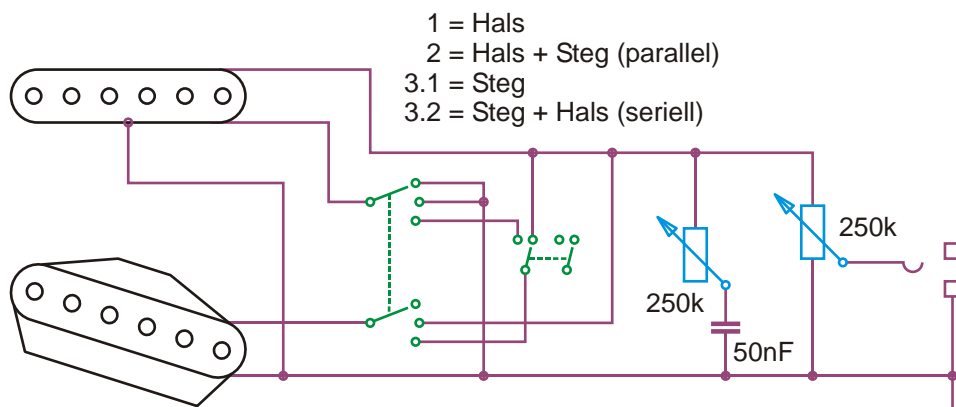 1 = Hals
2 = Hals + Steg (parallel)
3.1 = Steg
3.2 = Steg + Hals (seriell)
250k
250k
50nF